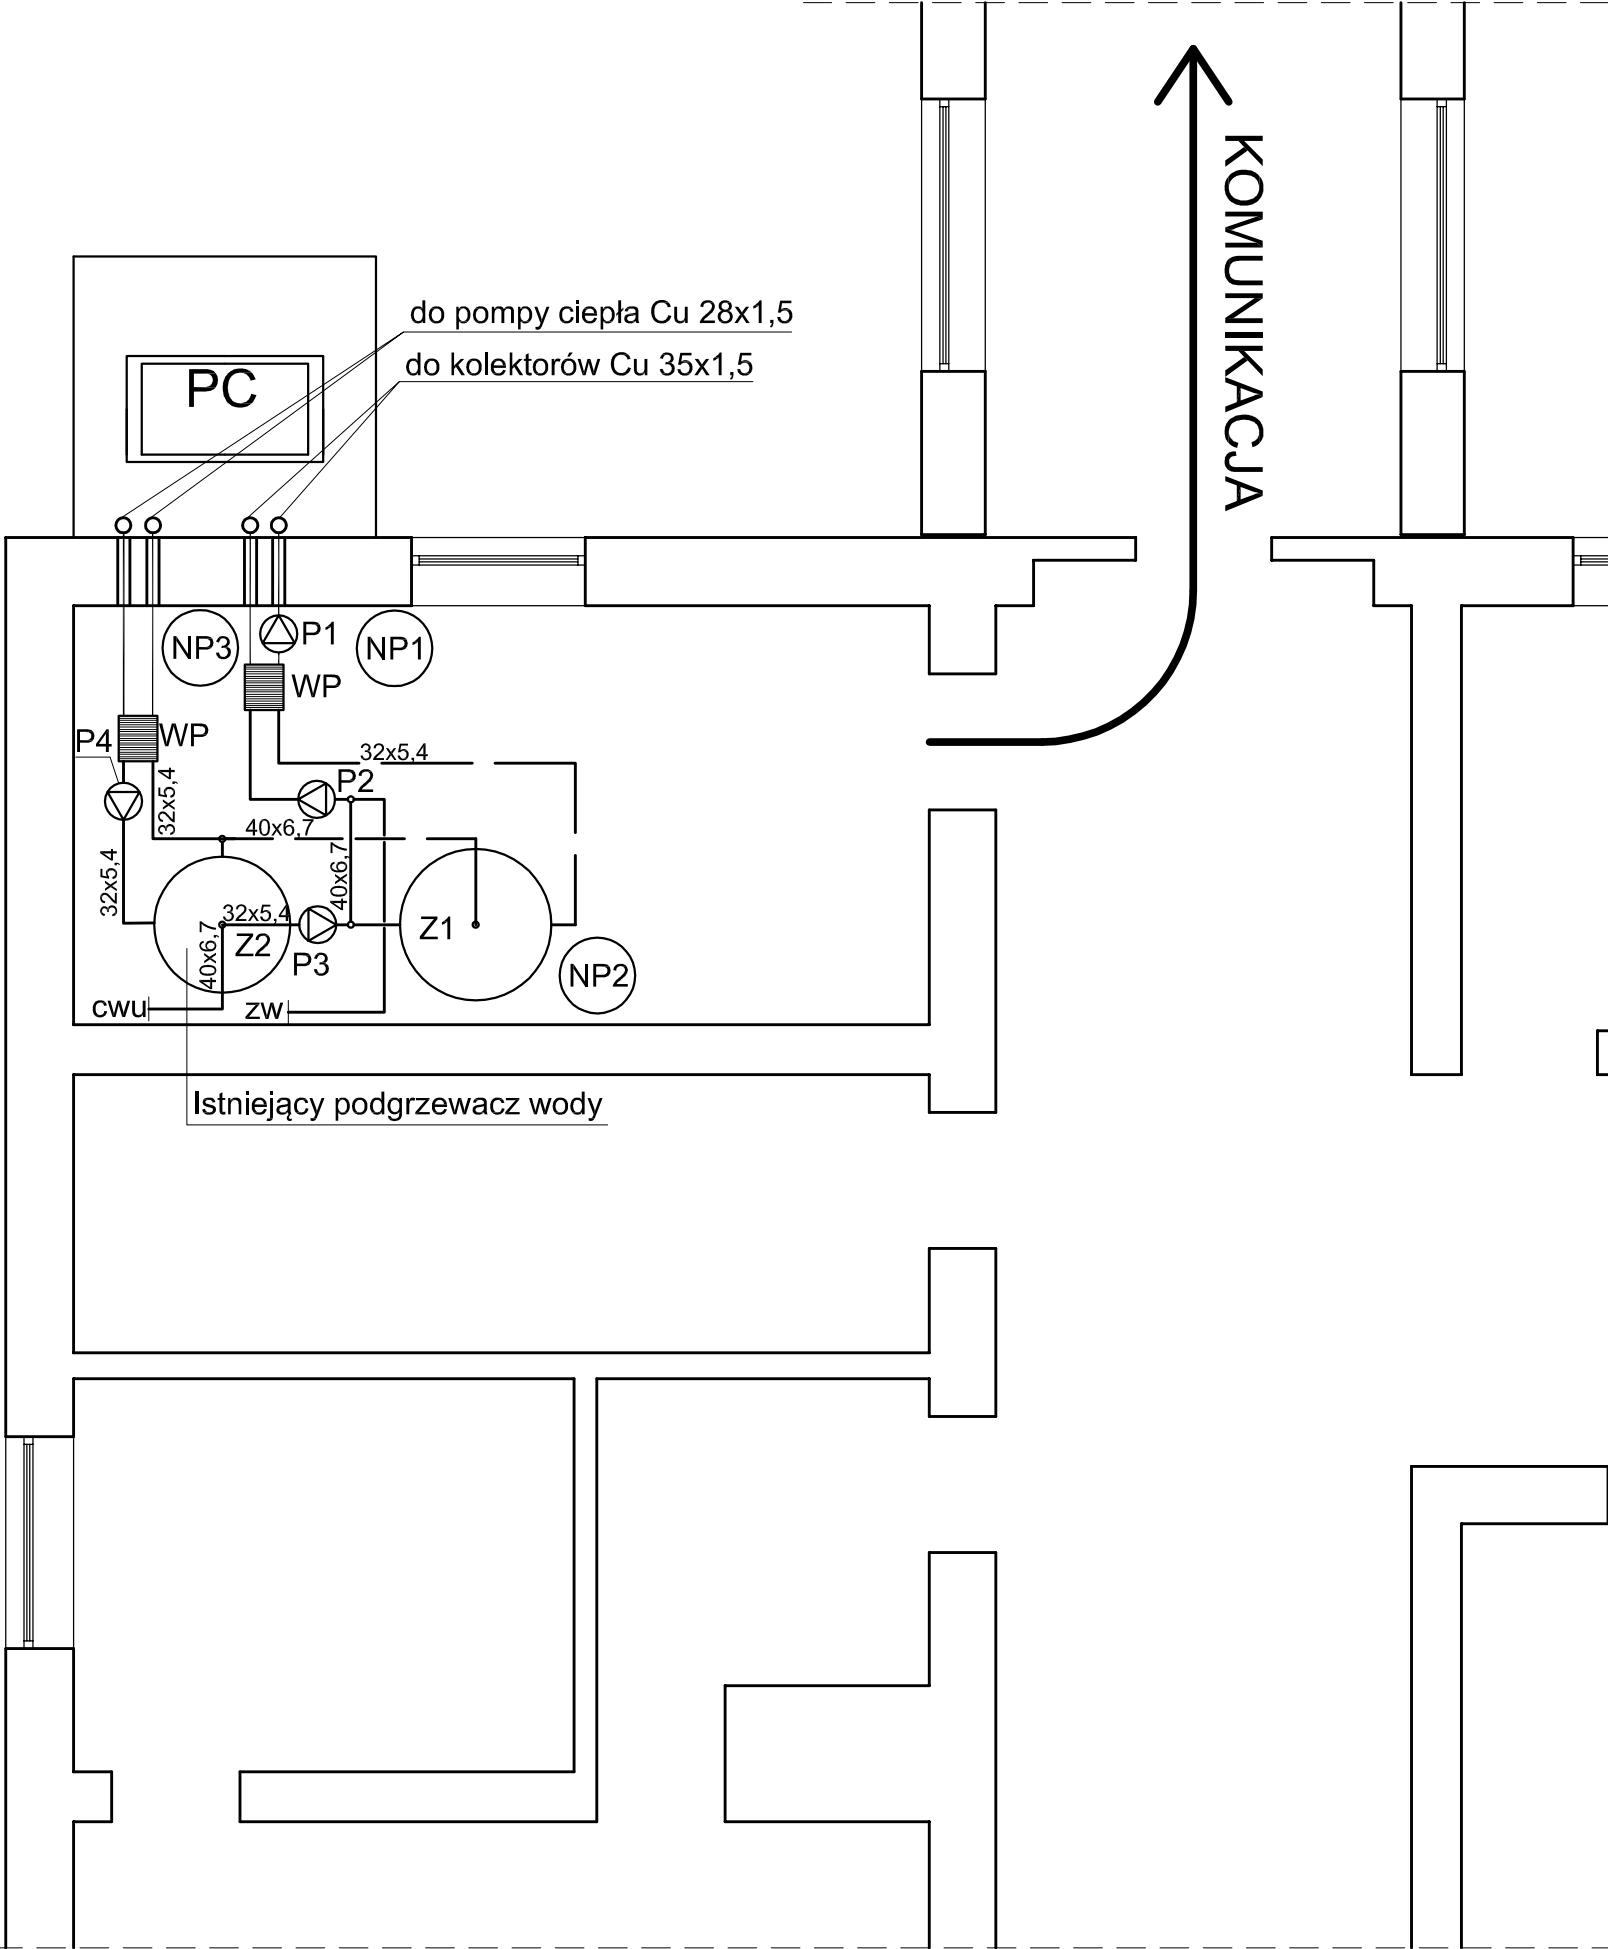 KOMUNIKACJA
do pompy ciepła Cu 28x1,5
do kolektorów Cu 35x1,5
PC
NP3
P1
NP1
WP
P4
WP
32x5,4
P2
32x5,4
40x6,7
40x6,7
32x5,4
32x5,4
Z1
40x6,7
Z2
P3
NP2
cwu
zw
Istniejący podgrzewacz wody